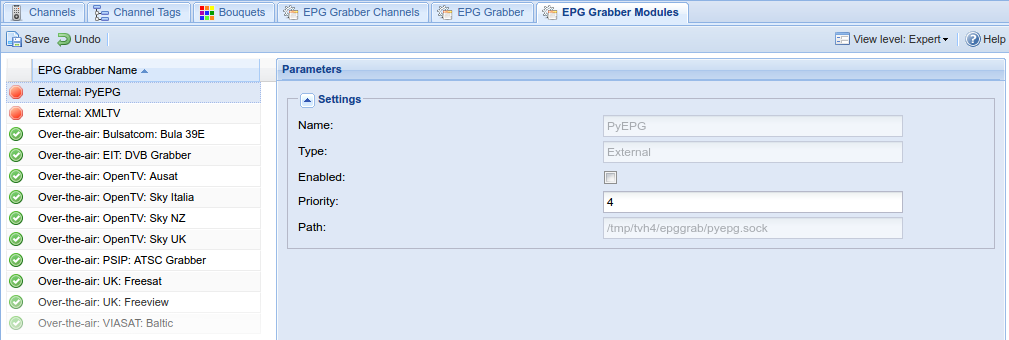 Channels Channel Tags Bouquets EPG Grabber Channels EPG Grabber EPG Grabber Modules
Save Undo View level: Expert Help
EPG Grabber Name
External: PyEPG
External: XMLTV
Over-the-air: Bulsatcom: Bula 39E
Over-the-air: EIT: DVB Grabber
Over-the-air: OpenTV: Ausat
Over-the-air: OpenTV: Sky Italia
Over-the-air: OpenTV: Sky NZ
Over-the-air: OpenTV: Sky UK
Over-the-air: PSIP: ATSC Grabber
Over-the-air: UK: Freesat
Over-the-air: UK: Freeview
Over-the-air: VIASAT: Baltic
Parameters
Settings
Name: PyEPG
Type: External
Enabled:
Priority: 4
Path: /tmp/tvh4/epggrab/pyepg.sock